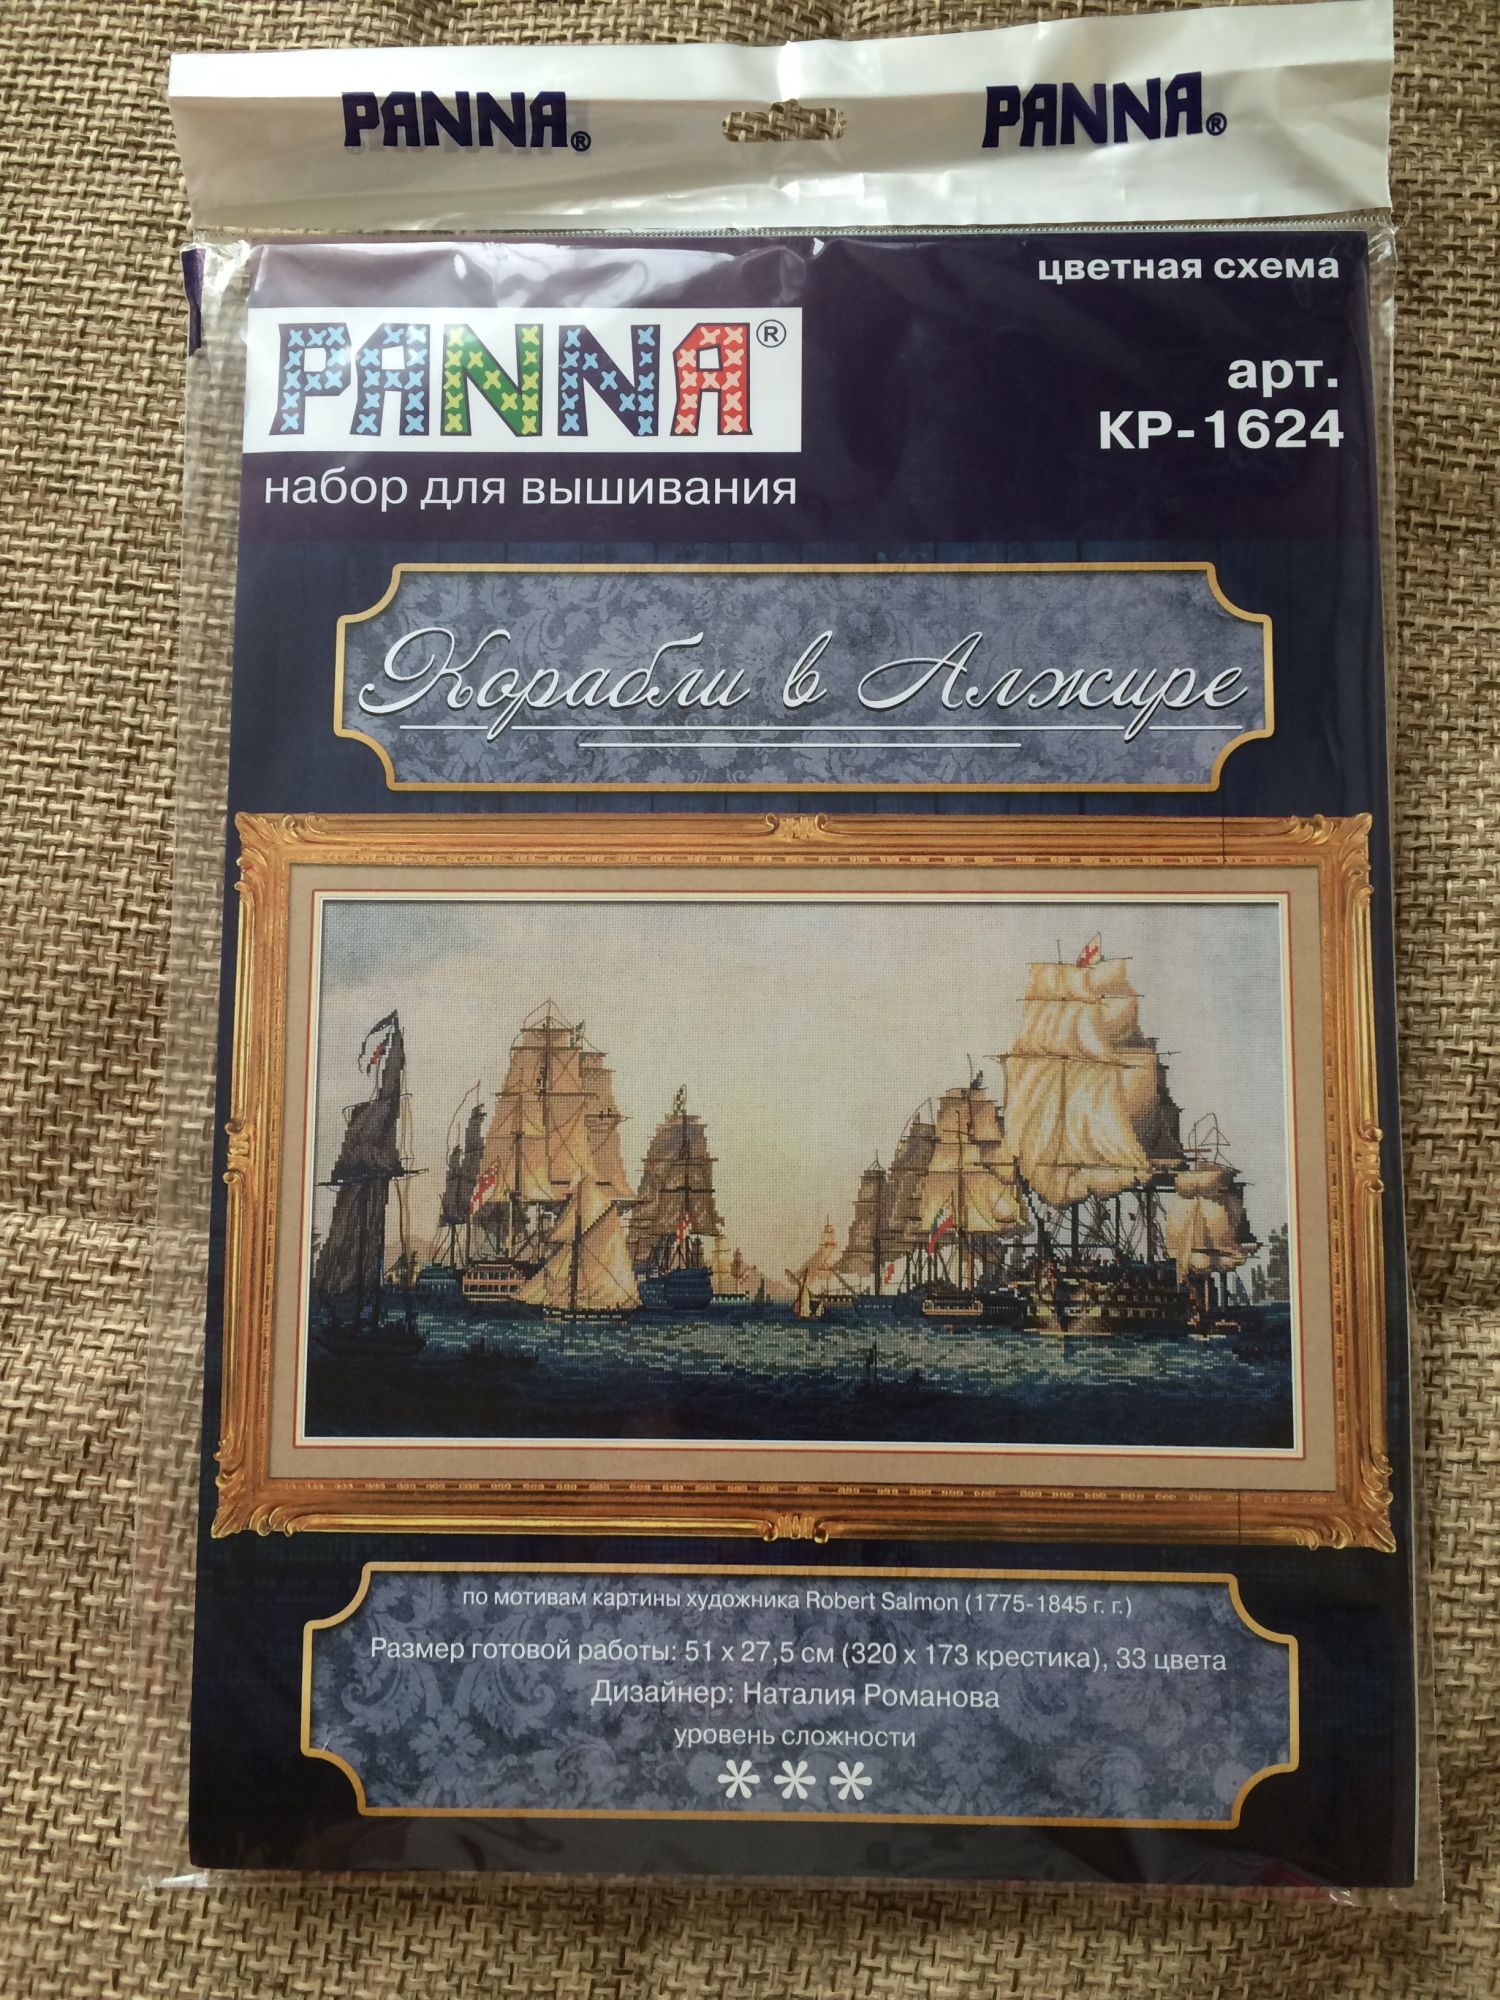 PANNA® PANNA®
цветная схема
PANNA®
арт.
КР-1624
набор для вышивания
Корабли в Алжире
по мотивам картины художника Robert Salmon (1775-1845 г. г.)
Размер готовой работы: 51 х 27,5 см (320 х 173 крестика), 33 цвета
Дизайнер: Наталия Романова
уровень сложности
* * *